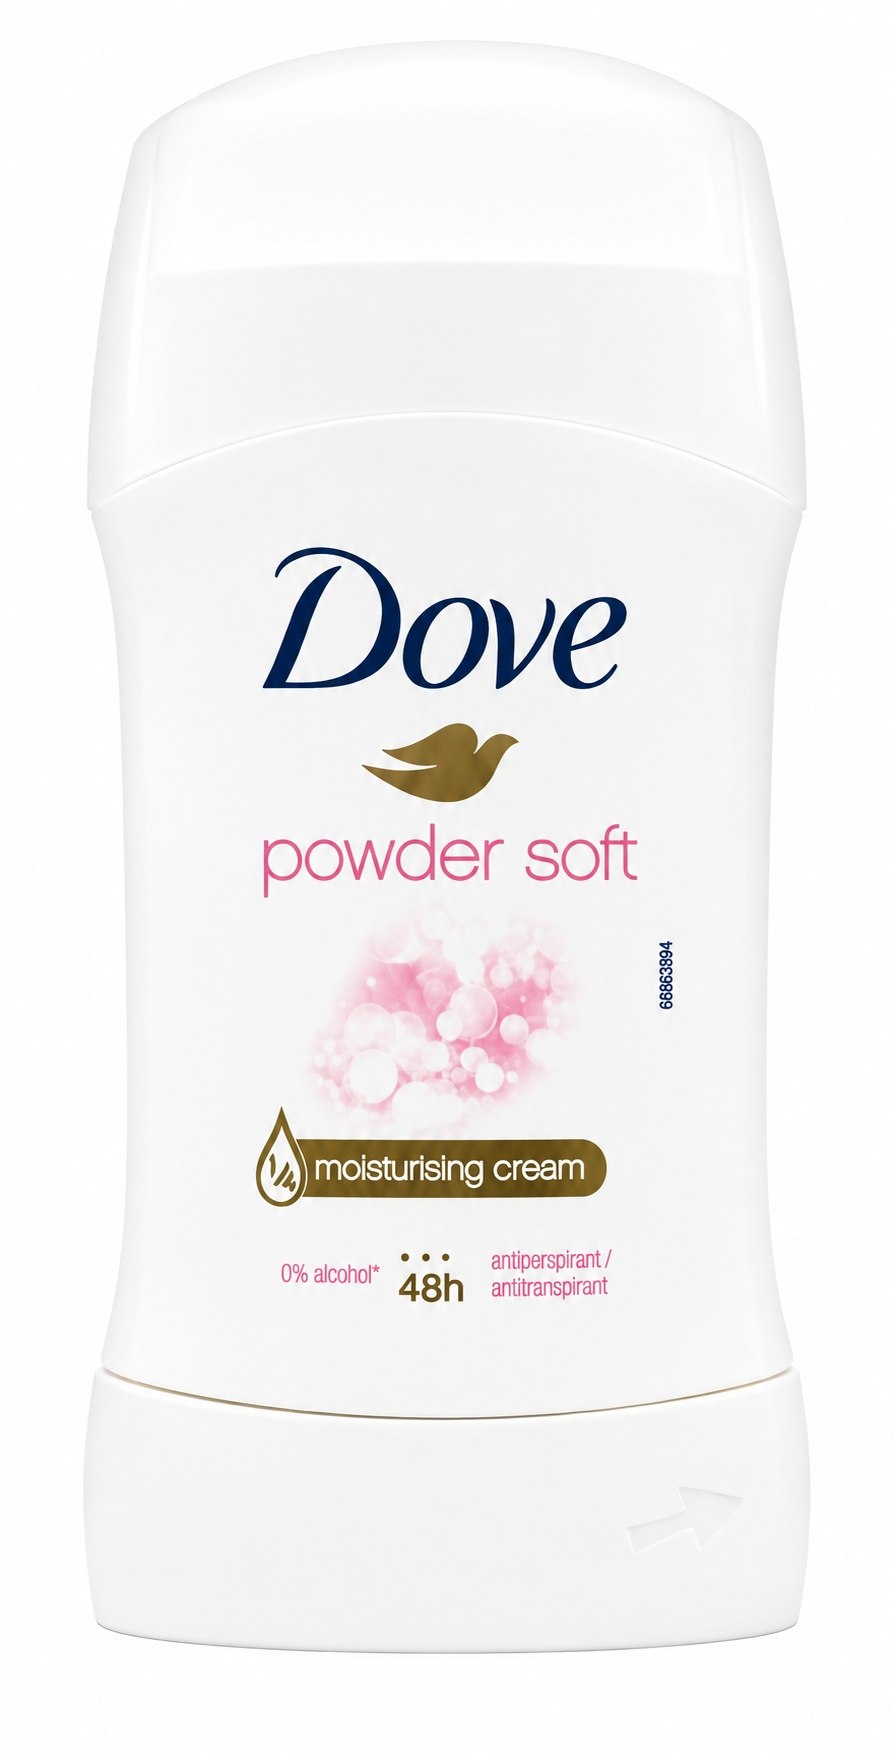 Dove
powder soft
66863894
1/4 moisturising cream
0% alcohol*
48h
antiperspirant /
antitranspirant